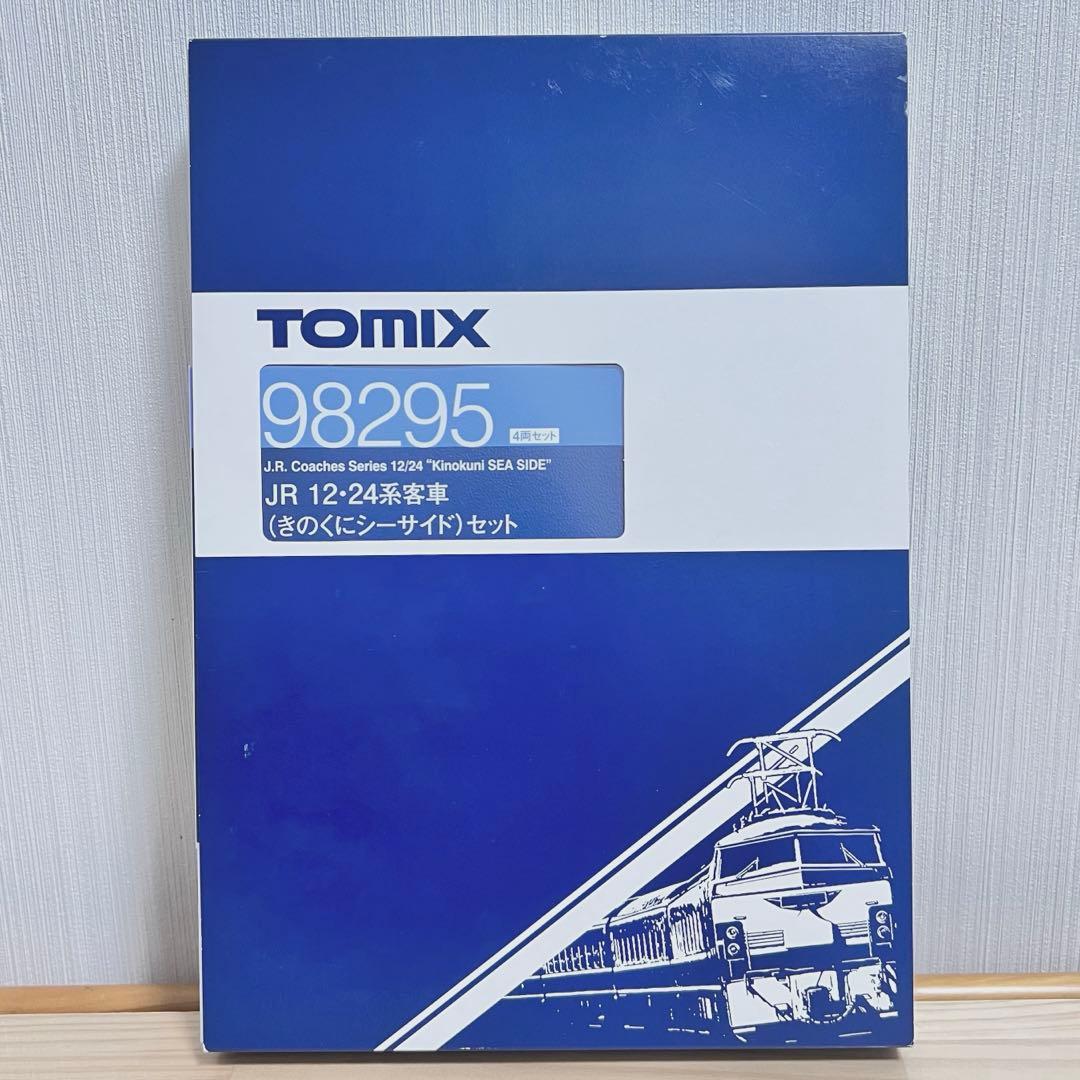 TOMIX
98295 4両セット
J.R. Coaches Series 12/24 “Kinokuni SEA SIDE”
JR 12・24系客車
(きのくにシーサイド)セット